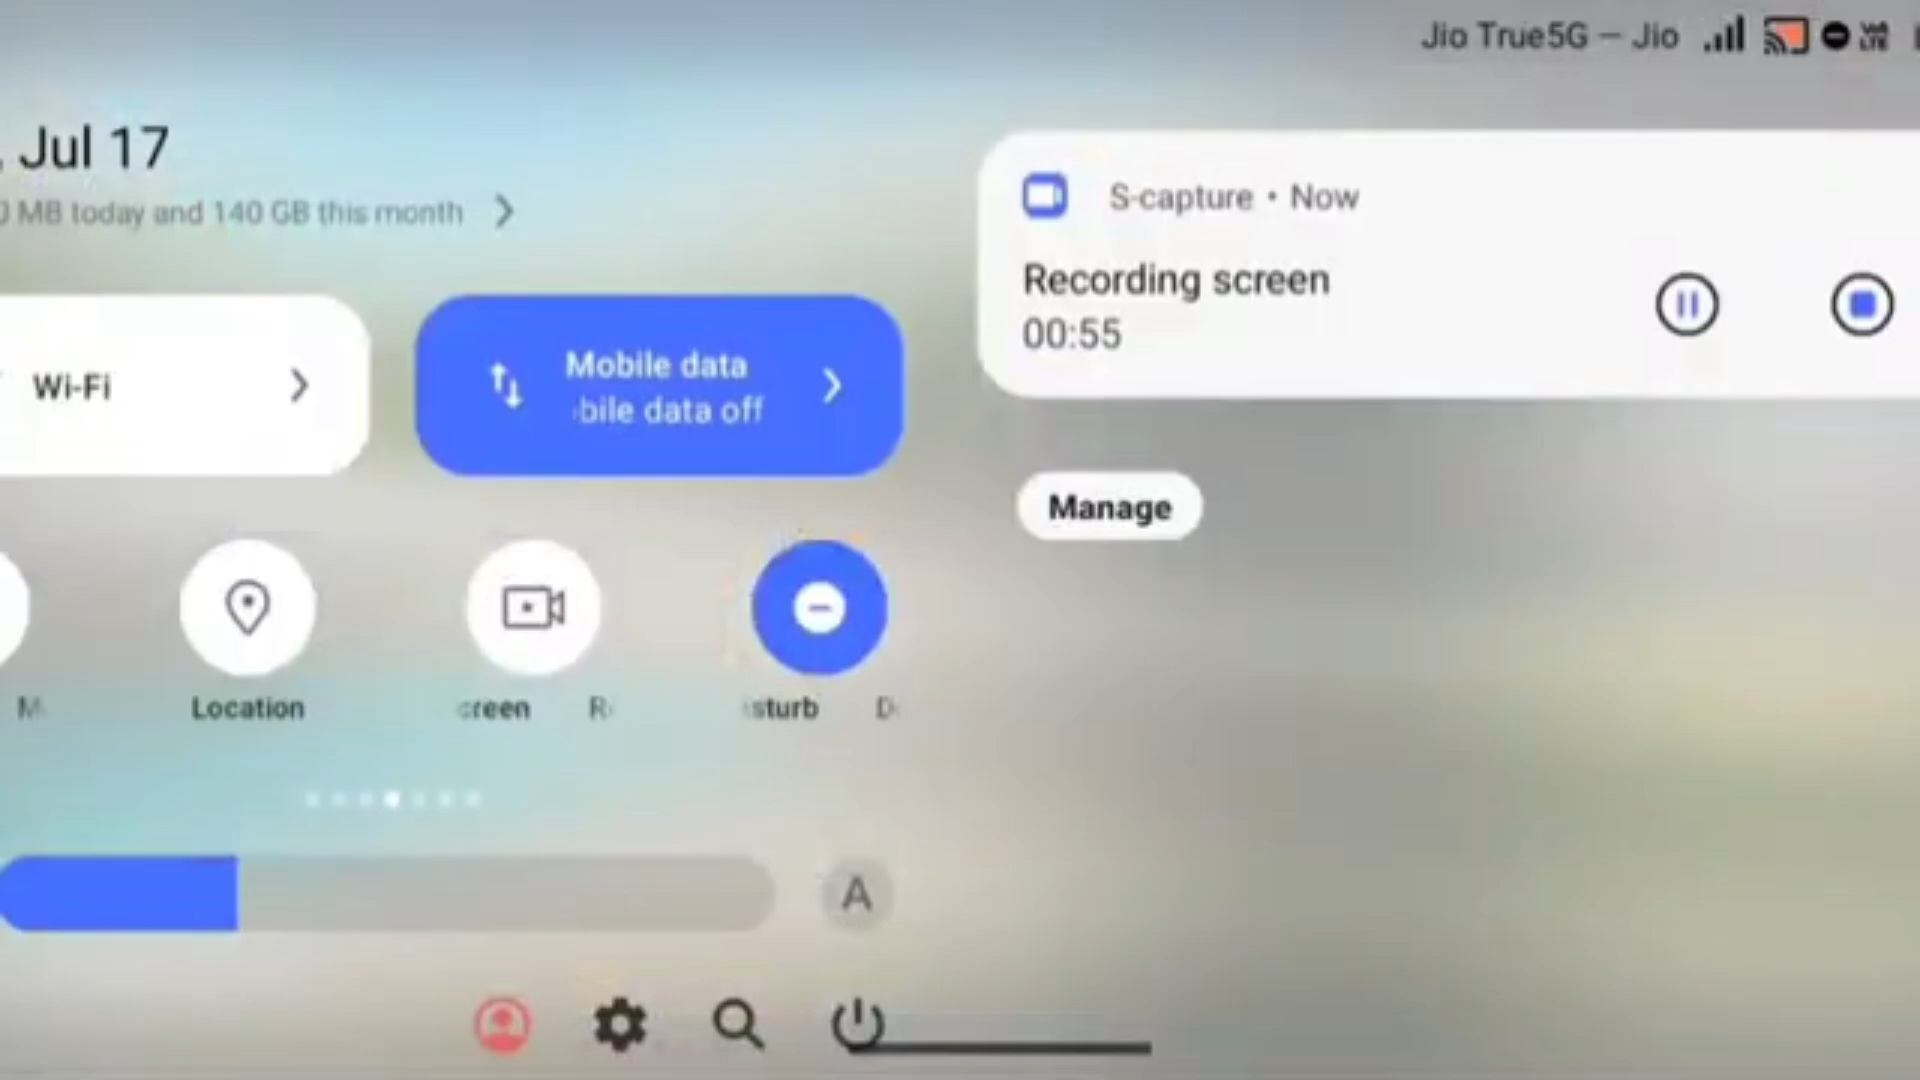 Jio True5G — Jio
, Jul 17
0 MB today and 140 GB this month
S-capture • Now
Recording screen
00:55
Wi-Fi
Mobile data
bile data off
Manage
Location
creen
sturb
A